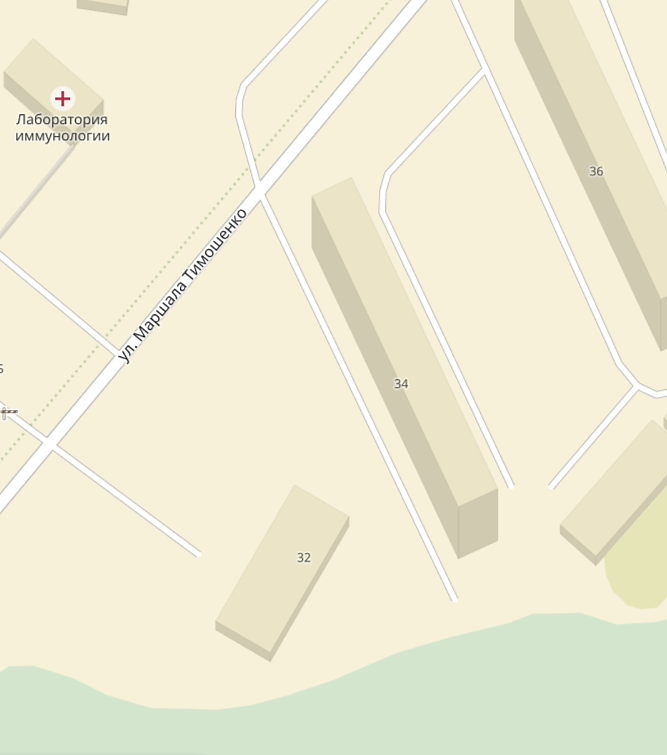 Лаборатория
иммунологии
36
ул. Маршала Тимошенко
34
32